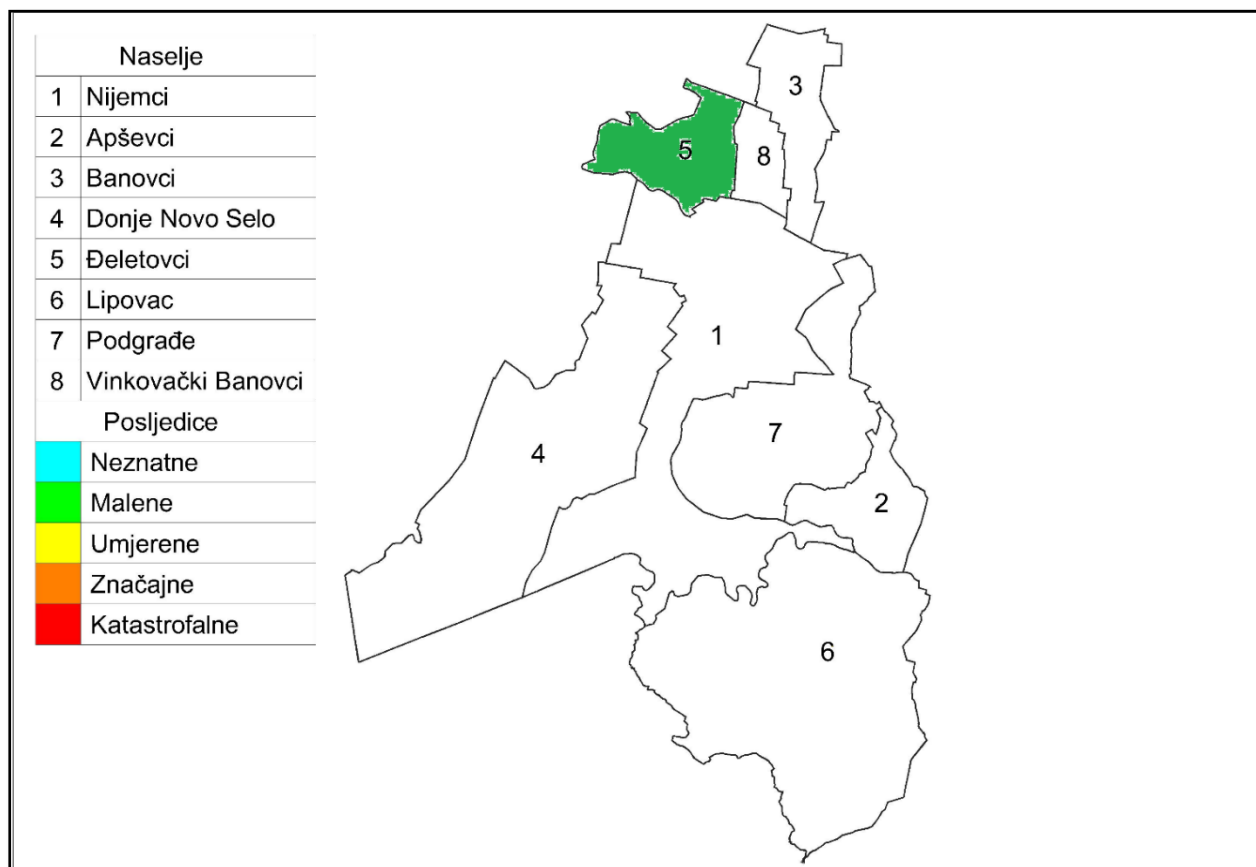 Naselje
1 Nijemci
2 Apševci
3 Banovci
4 Donje Novo Selo
5 Đeletovci
6 Lipovac
7 Podgrađe
8 Vinkovački Banovci
Posljedice
Neznatne
Malene
Umjerene
Značajne
Katastrofalne
3
5
8
1
7
4
2
6